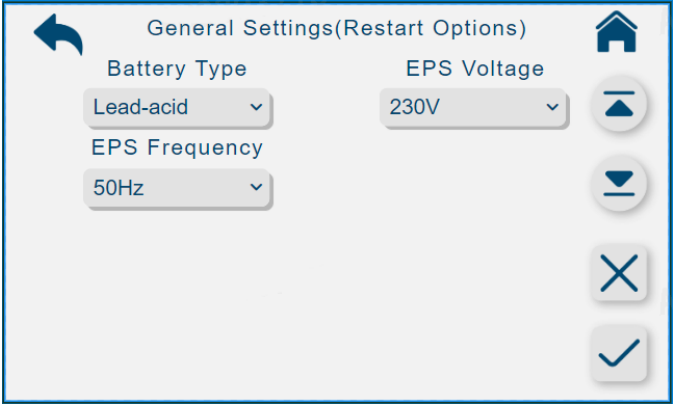 General Settings(Restart Options)
Battery Type
EPS Voltage
Lead-acid
230V
EPS Frequency
50Hz